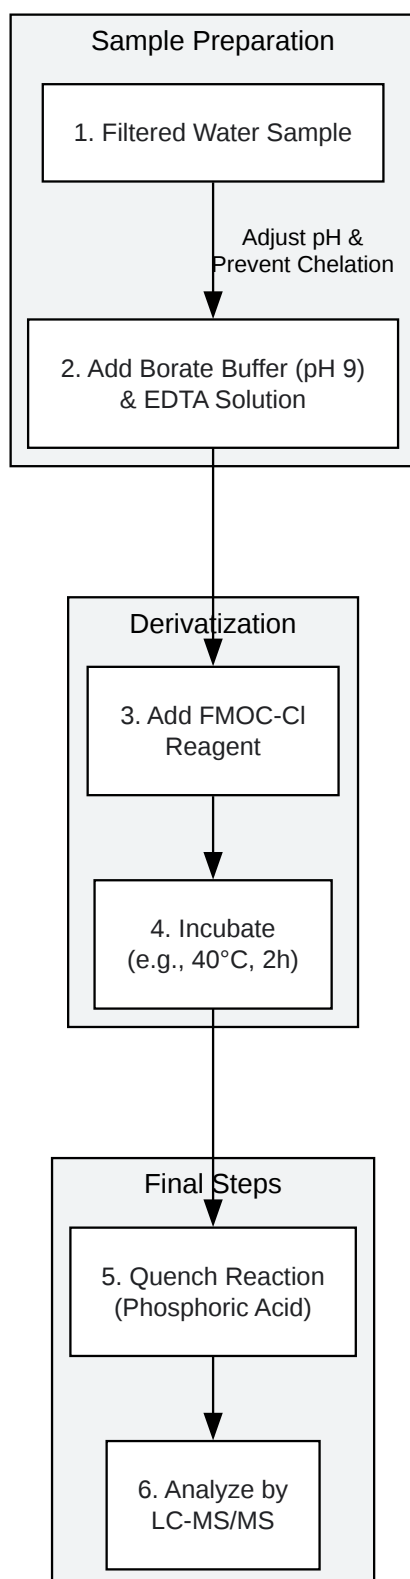 Sample Preparation
1. Filtered Water Sample
Adjust pH &
Prevent Chelation
2. Add Borate Buffer (pH 9)
& EDTA Solution
Derivatization
3. Add FMOC-Cl
Reagent
4. Incubate
(e.g., 40°C, 2h)
Final Steps
5. Quench Reaction
(Phosphoric Acid)
6. Analyze by
LC-MS/MS